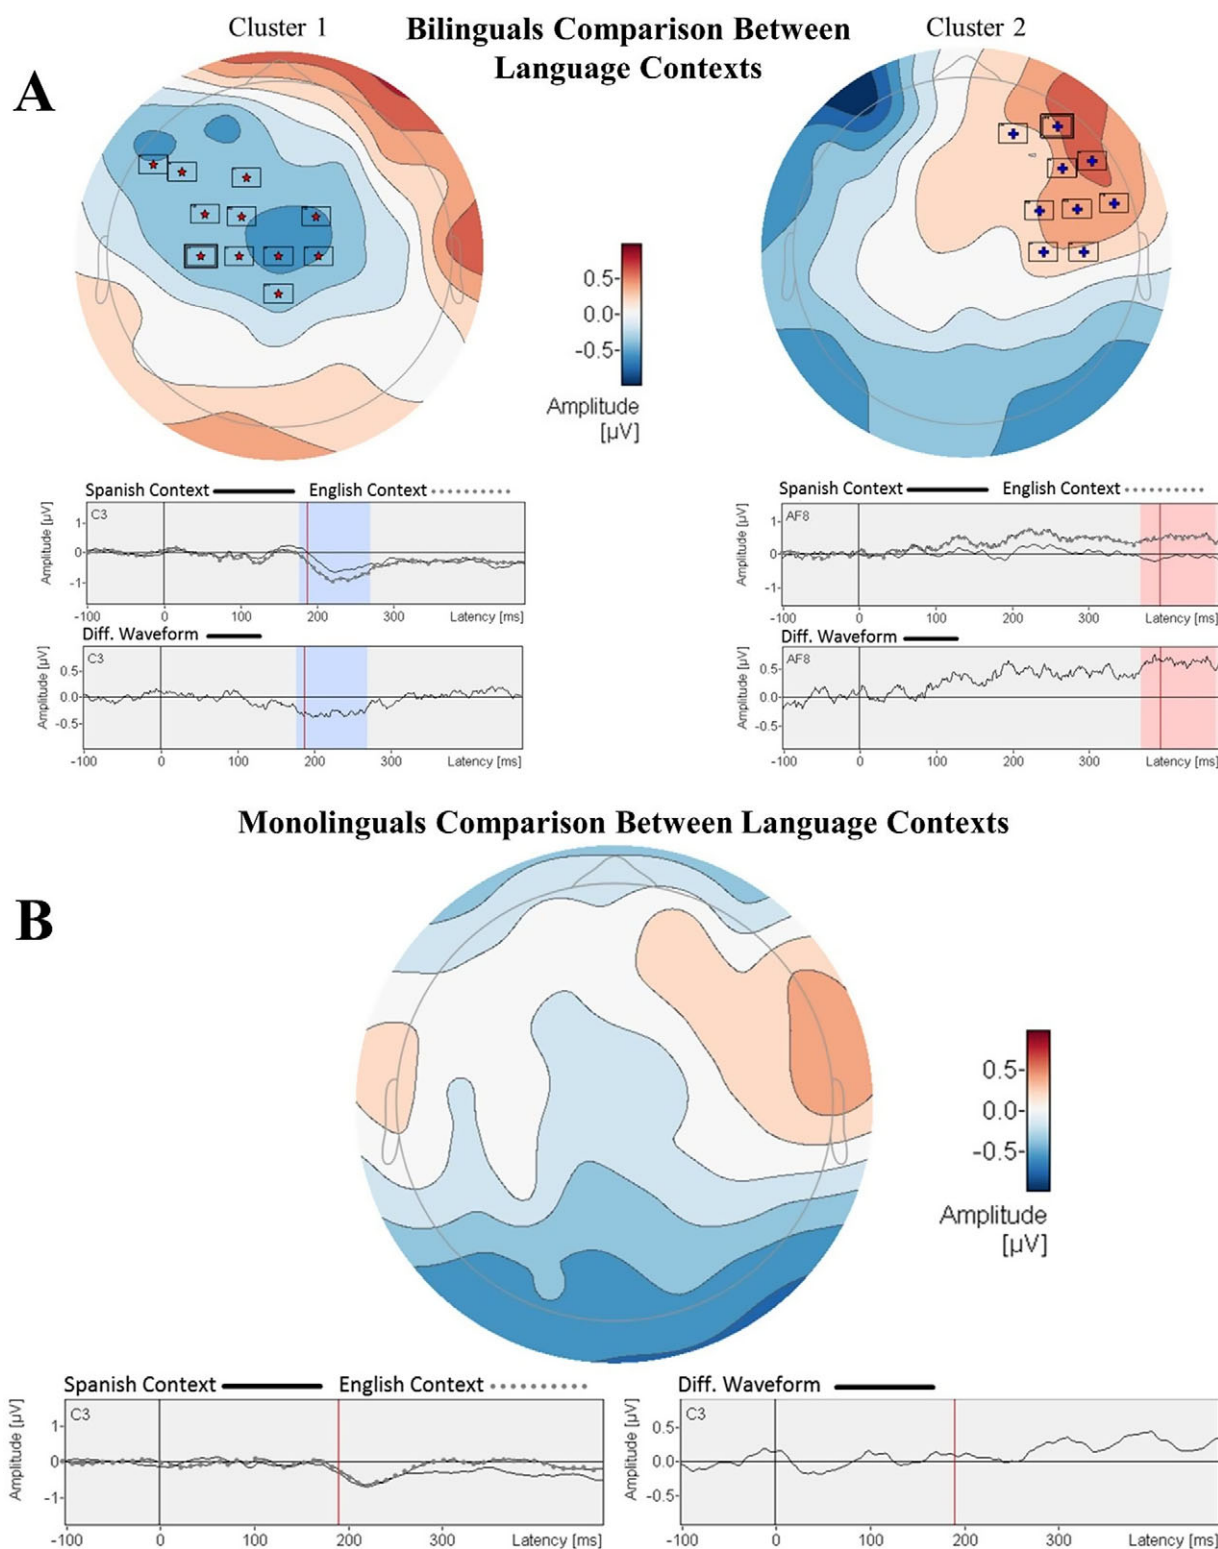 Cluster 1
Bilinguals Comparison Between
Language Contexts
Cluster 2
A
0.5-
0.0-
-0.5-
Amplitude
[µV]
Spanish Context
English Context
Amplitude [µV]
C3
1-
0
-1-
-100
0
100
200
300
Latency [ms]
Diff. Waveform
Amplitude [µV]
C3
0.5-
0.0-
-0.5-
-100
0
100
200
300
Latency [ms]
Spanish Context
English Context
Amplitude [µV]
AF8
1-
0
-1-
-100
0
100
200
300
Latency [ms]
Diff. Waveform
Amplitude [µV]
AF8
0.5-
0.0-
-0.5-
-100
0
100
200
300
Latency [ms]
Monolinguals Comparison Between Language Contexts
B
0.5-
0.0-
-0.5-
Amplitude
[µV]
Spanish Context
English Context
Amplitude [µV]
C3
1-
0
-1-
-100
0
100
200
300
Latency [ms]
Diff. Waveform
Amplitude [µV]
C3
0.5-
0.0-
-0.5-
-100
0
100
200
300
Latency [ms]